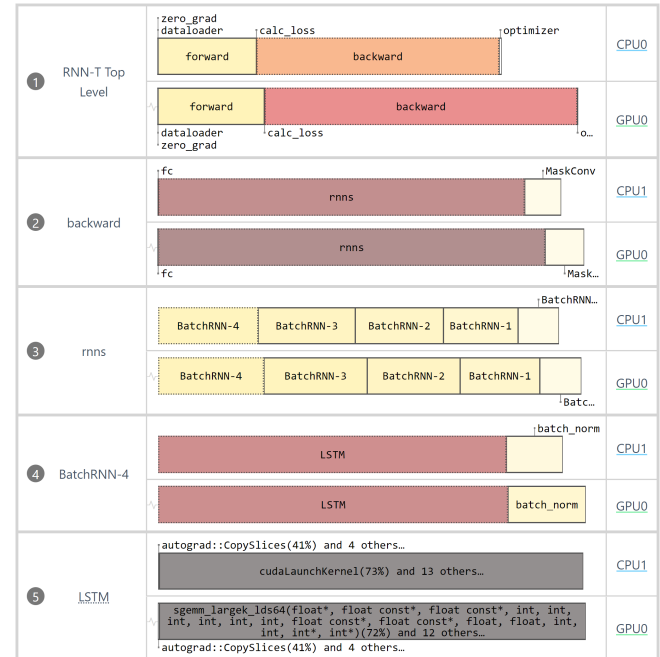 zero_grad
dataloader
calc_loss
optimizer
forward
backward
CPU0
1
RNN-T Top
Level
forward
backward
GPU0
dataloader
calc_loss
o…
zero_grad
fc
MaskConv
rnns
CPU1
2
backward
rnns
GPU0
fc
Mask…
BatchRNN…
BatchRNN-4
BatchRNN-3
BatchRNN-2
BatchRNN-1
CPU1
3
rnns
BatchRNN-4
BatchRNN-3
BatchRNN-2
BatchRNN-1
GPU0
Batc…
batch_norm
LSTM
CPU1
4
BatchRNN-4
LSTM
batch_norm
GPU0
autograd::CopySlices(41%) and 4 others…
cudaLaunchKernel(73%) and 13 others…
CPU1
5
LSTM
sgemm_largek_lds64(float*, float const*, float const*, int, int,
int, int, int, int, float const*, float const*, float, float, int, int,
int, int*, int*)(72%) and 12 others…
GPU0
autograd::CopySlices(41%) and 4 others…